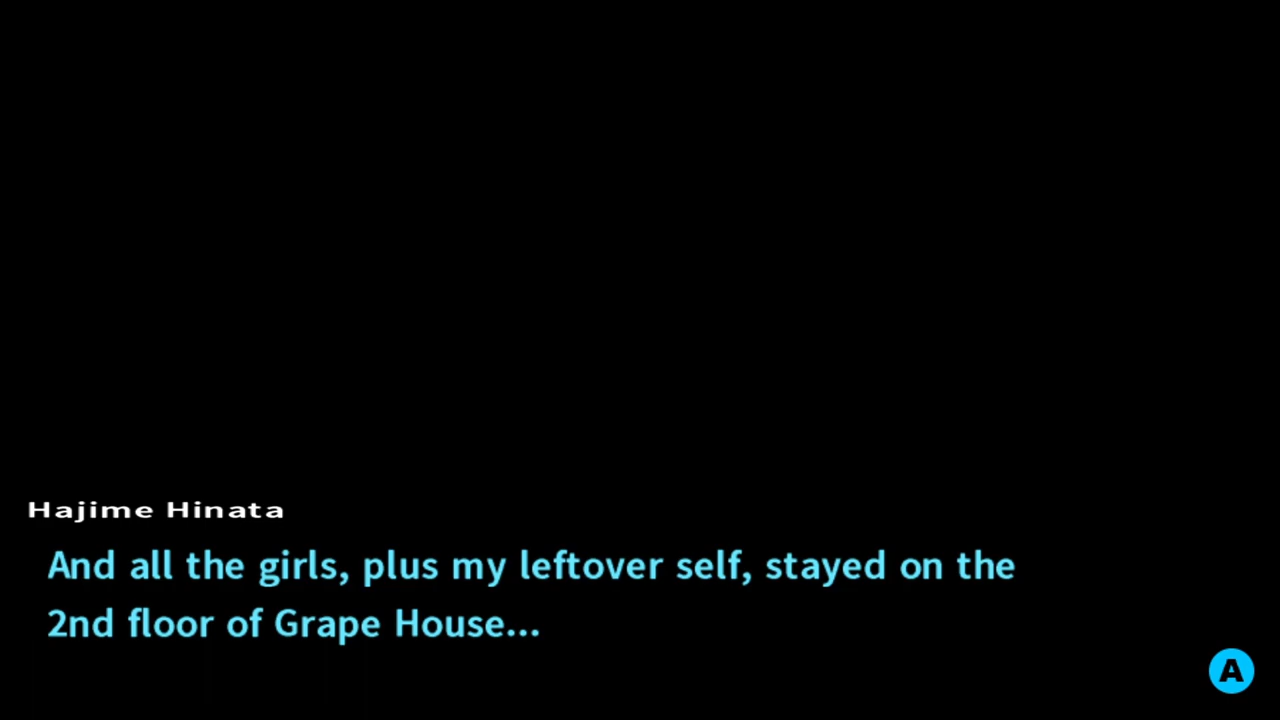 Hajime Hinata
And all the girls, plus my leftover self, stayed on the
2nd floor of Grape House...
A